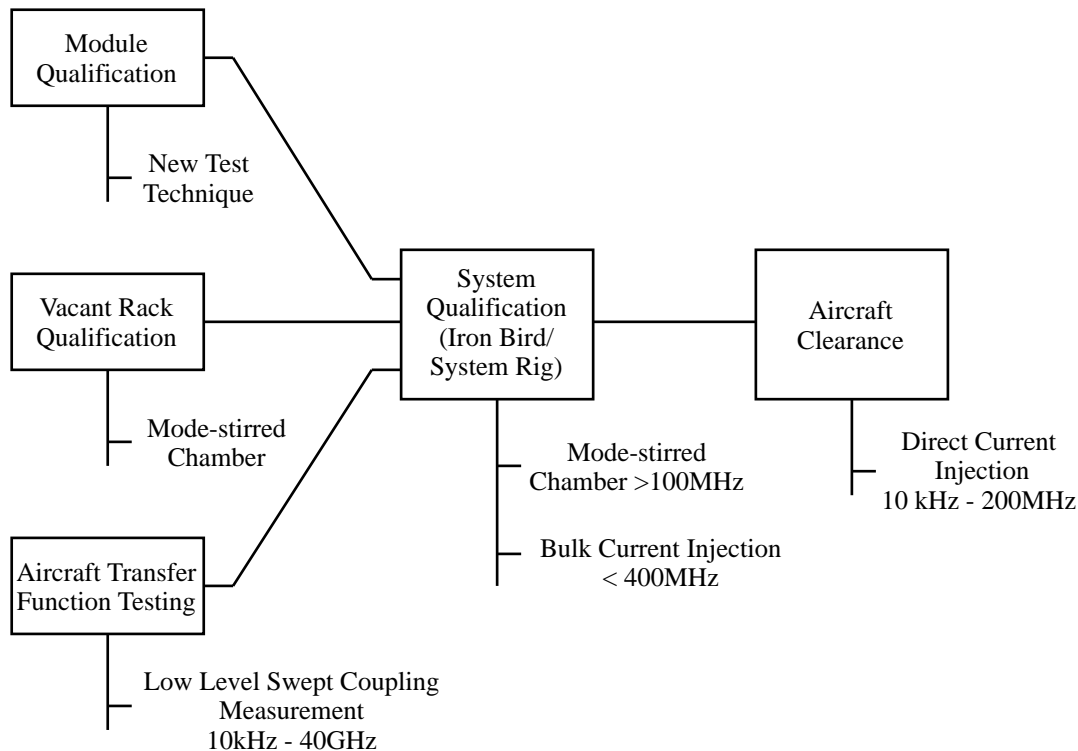 Module
Qualification
New Test
Technique
Vacant Rack
Qualification
Mode-stirred
Chamber
Aircraft Transfer
Function Testing
Low Level Swept Coupling
Measurement
10kHz - 40GHz
System
Qualification
(Iron Bird/
System Rig)
Mode-stirred
Chamber >100MHz
Bulk Current Injection
< 400MHz
Aircraft
Clearance
Direct Current
Injection
10 kHz - 200MHz